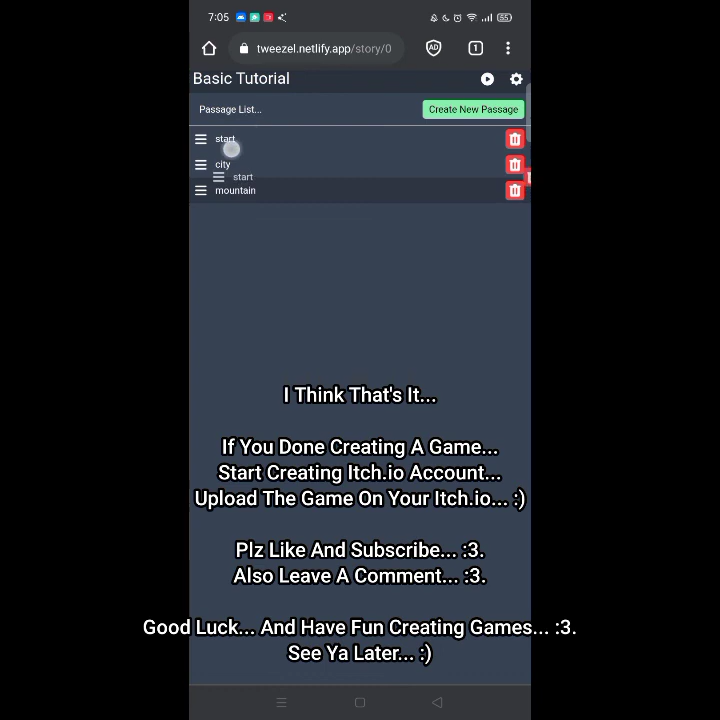 7:05
55
tweezel.netlify.app/story/0
AD
1
Basic Tutorial
Passage List...
Create New Passage
start
city
start
mountain
I Think That's It...
If You Done Creating A Game...
Start Creating Itch.io Account...
Upload The Game On Your Itch.io... :)
Plz Like And Subscribe... :3.
Also Leave A Comment... :3.
Good Luck... And Have Fun Creating Games... :3.
See Ya Later... :)